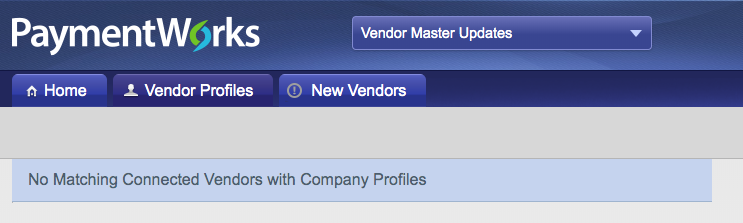 PaymentWorks
Vendor Master Updates
Home
Vendor Profiles
New Vendors
No Matching Connected Vendors with Company Profiles